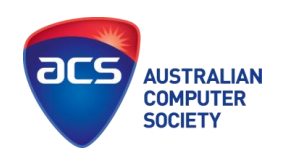 acs
AUSTRALIAN
COMPUTER
SOCIETY